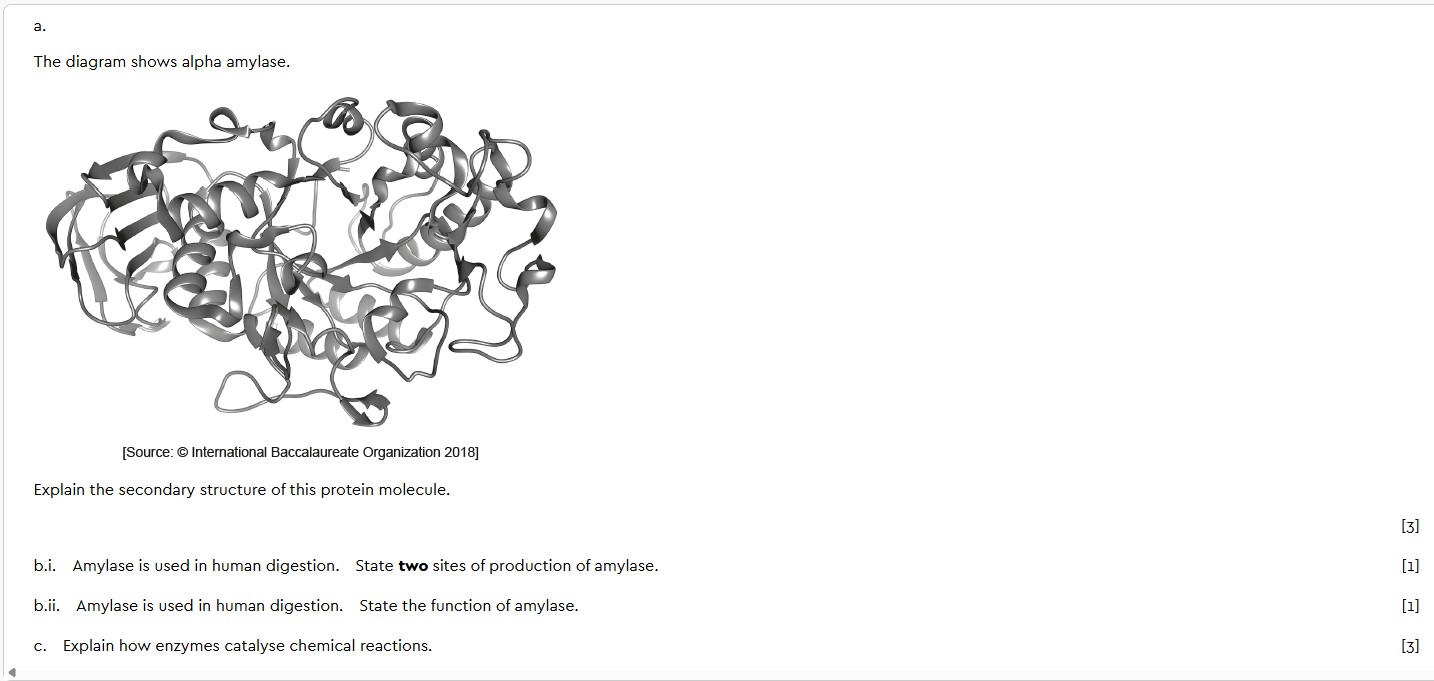 a.
The diagram shows alpha amylase.
[Source: © International Baccalaureate Organization 2018]
Explain the secondary structure of this protein molecule.
[3]
b.i. Amylase is used in human digestion. State two sites of production of amylase. [1]
b.ii. Amylase is used in human digestion. State the function of amylase. [1]
c. Explain how enzymes catalyse chemical reactions. [3]